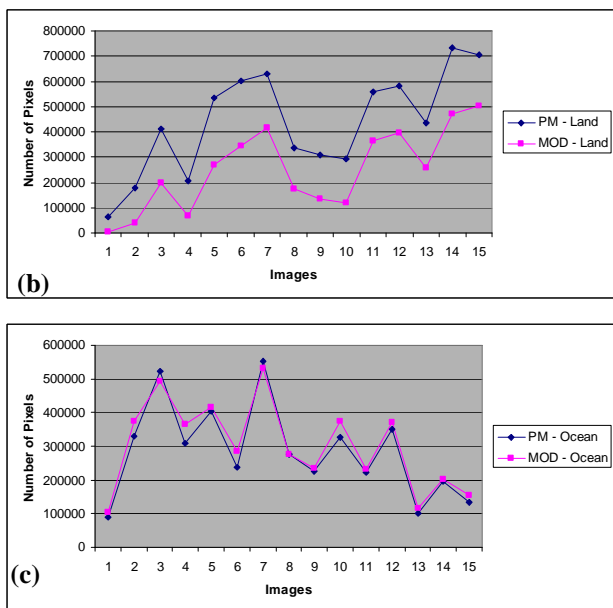 800000
700000
600000
500000
400000
300000
200000
100000
0
Number of Pixels
1 2 3 4 5 6 7 8 9 10 11 12 13 14 15
Images
PM - Land
MOD - Land
(b)
600000
500000
400000
300000
200000
100000
0
Number of Pixels
1 2 3 4 5 6 7 8 9 10 11 12 13 14 15
Images
PM - Ocean
MOD - Ocean
(c)